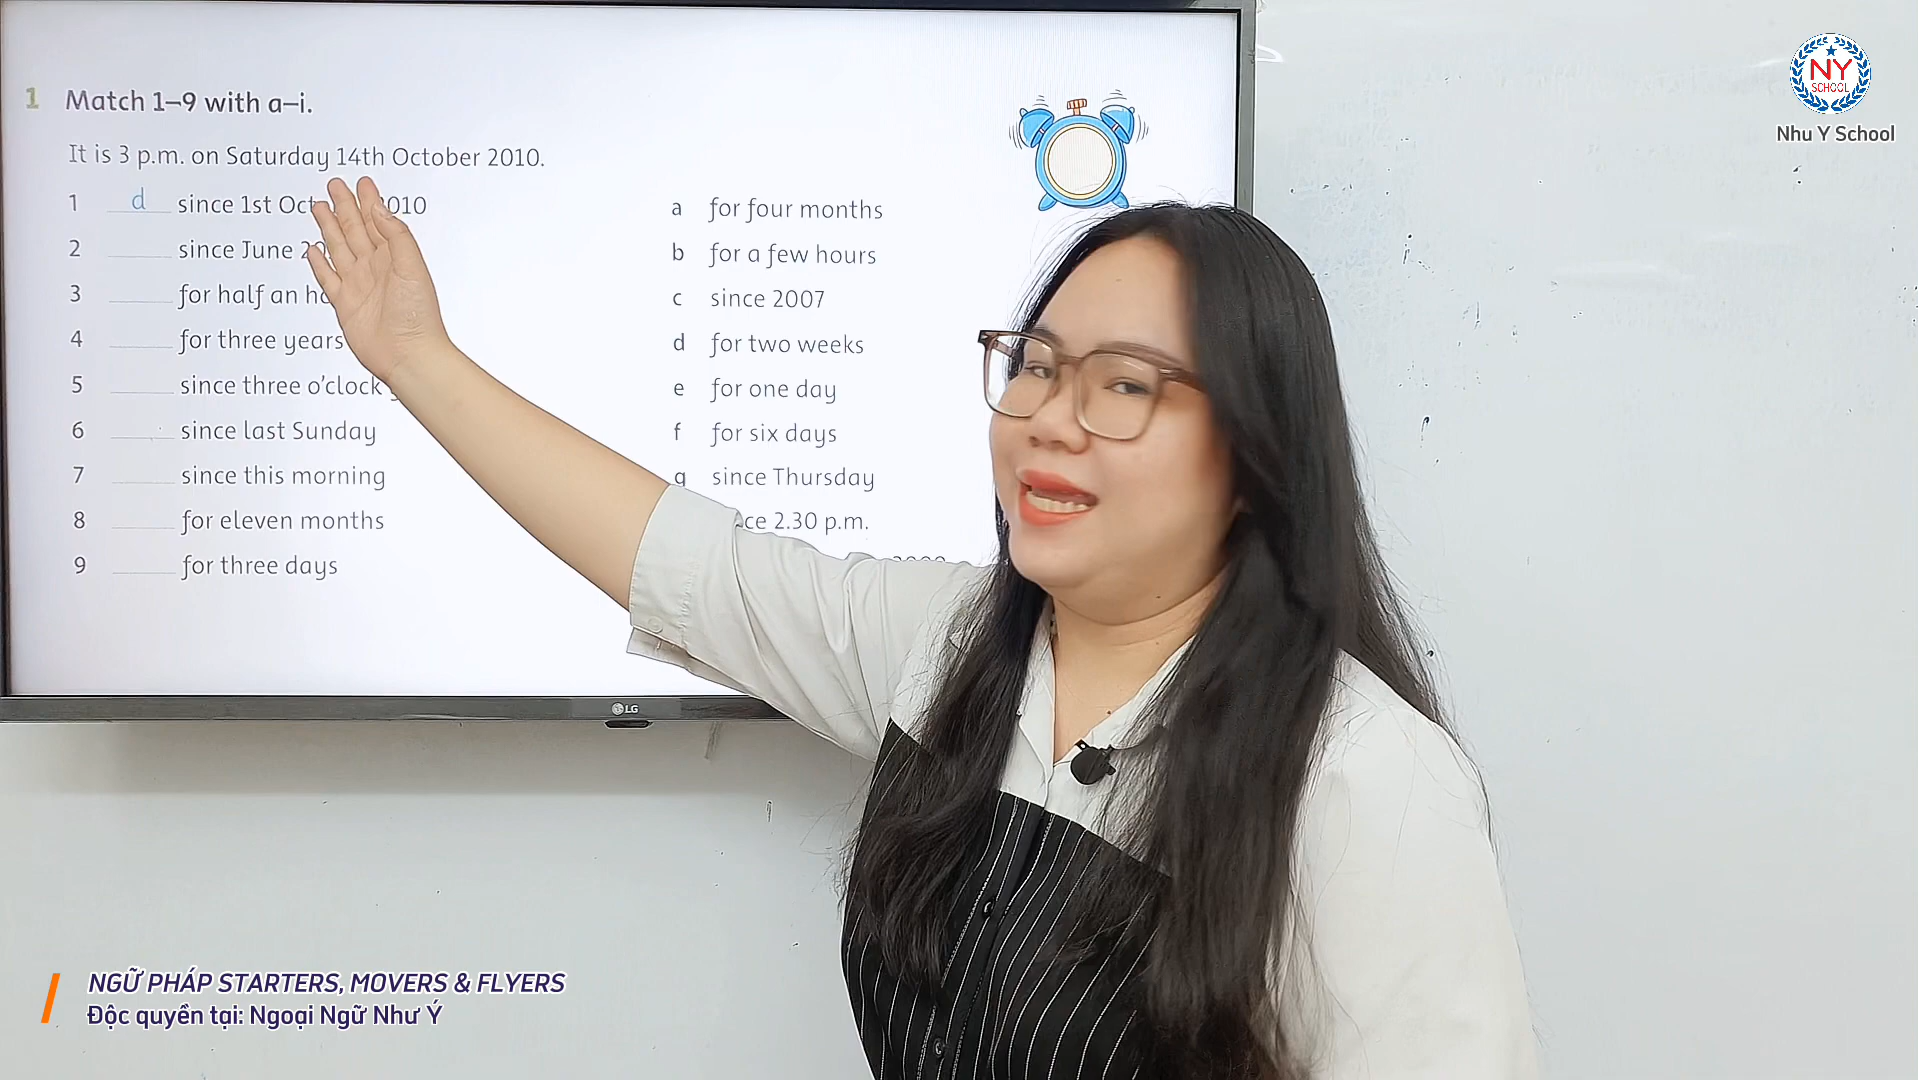 1 Match 1–9 with a–i.
It is 3 p.m. on Saturday 14th October 2010.
1 d since 1st 2010
2 since June
3 for half an
4 for three years
5 since three o'clock
6 since last Sunday
7 since this morning
8 for eleven months
9 for three days
a for four months
b for a few hours
c since 2007
d for two weeks
e for one day
f for six days
g since Thursday
2.30 p.m.
LG
NY
SCHOOL
Nhu Y School
NGỮ PHÁP STARTERS, MOVERS & FLYERS
Độc quyền tại: Ngoại Ngữ Như Ý